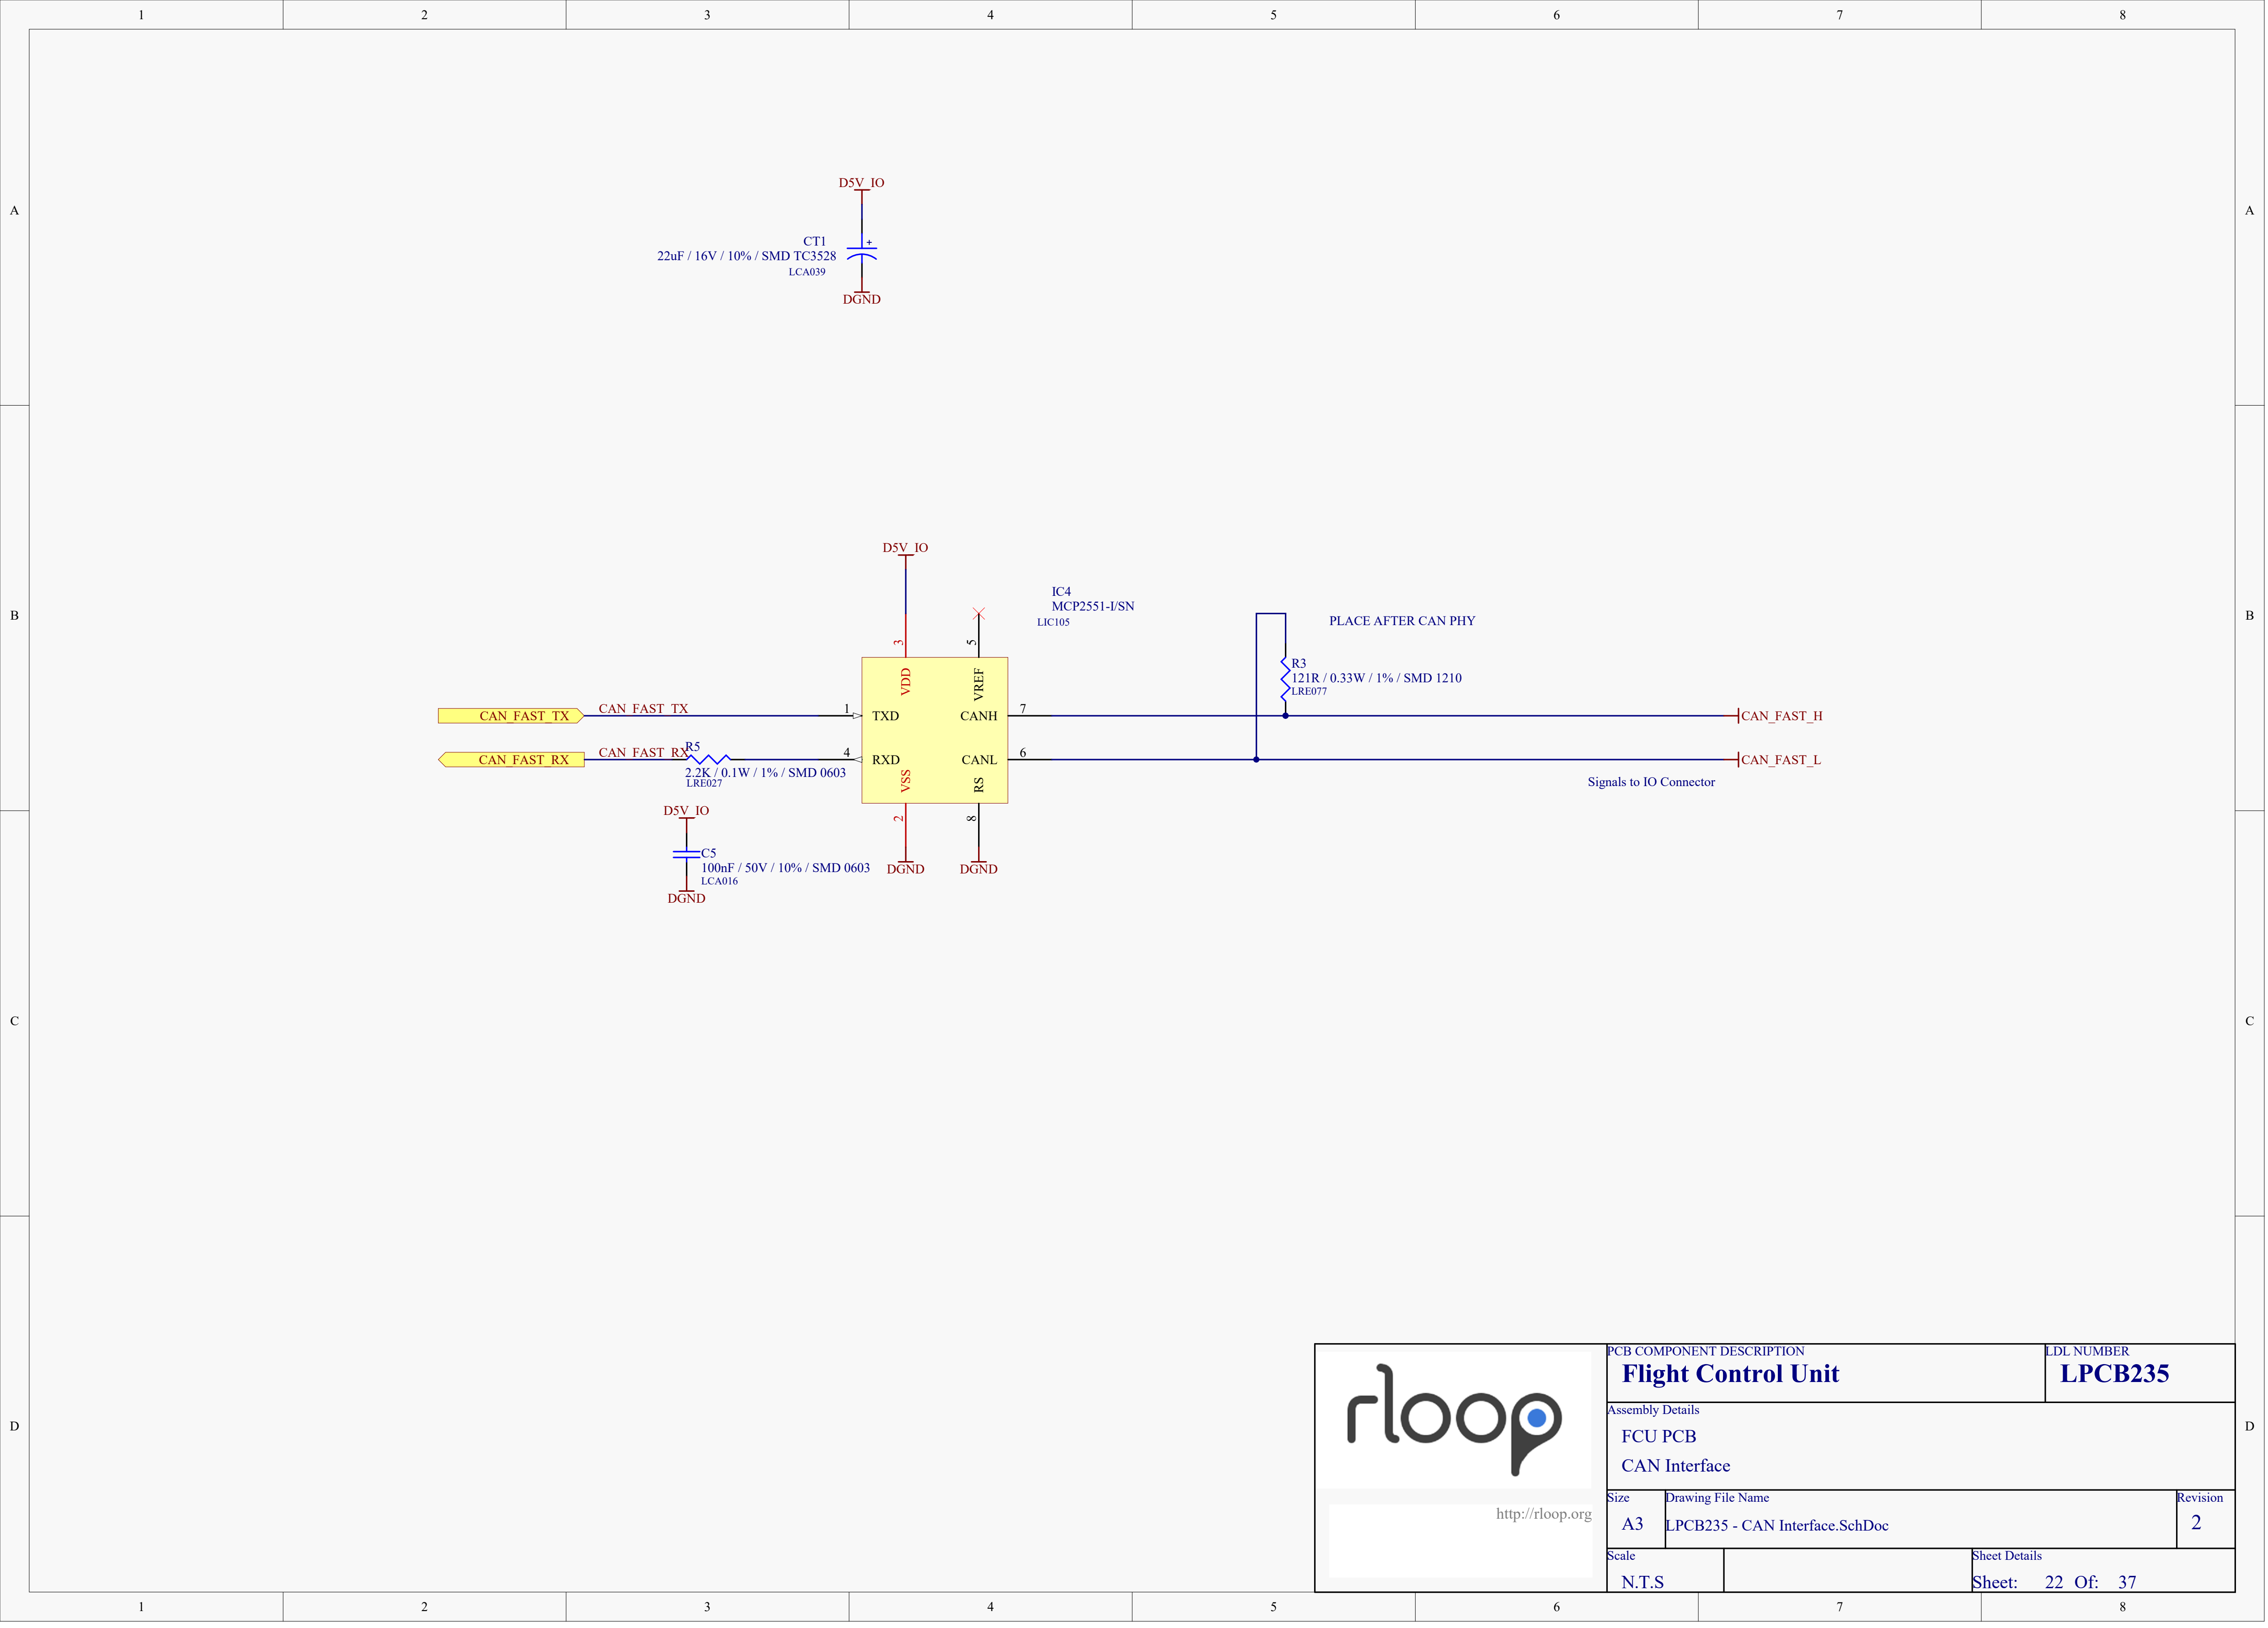 1 2 3 4 5 6 7 8
A A
D5V_IO
CT1
22uF / 16V / 10% / SMD TC3528
LCA039
DGND
D5V_IO
IC4
MCP2551-I/SN
LIC105
B B
PLACE AFTER CAN PHY
3 5
VDD VREF
R3
121R / 0.33W / 1% / SMD 1210
LRE077
CAN_FAST_TX CAN_FAST_TX 1 TXD CANH 7 CAN_FAST_H
CAN_FAST_RX CAN_FAST_RX R5 4 RXD CANL 6 CAN_FAST_L
2.2K / 0.1W / 1% / SMD 0603
LRE027
VSS RS
Signals to IO Connector
2 8
D5V_IO
C5
100nF / 50V / 10% / SMD 0603
LCA016
DGND
DGND DGND
C C
D D
rloop
http://rloop.org
PCB COMPONENT DESCRIPTION
Flight Control Unit
LDL NUMBER
LPCB235
Assembly Details
FCU PCB
CAN Interface
Size
A3
Drawing File Name
LPCB235 - CAN Interface.SchDoc
Revision
2
Scale
N.T.S
Sheet Details
Sheet: 22 Of: 37
1 2 3 4 5 6 7 8